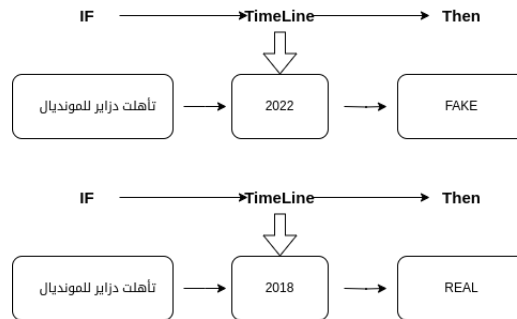 IF TimeLine Then
تأهلت دزاير للمونديال 2022 FAKE
IF TimeLine Then
تأهلت دزاير للمونديال 2018 REAL